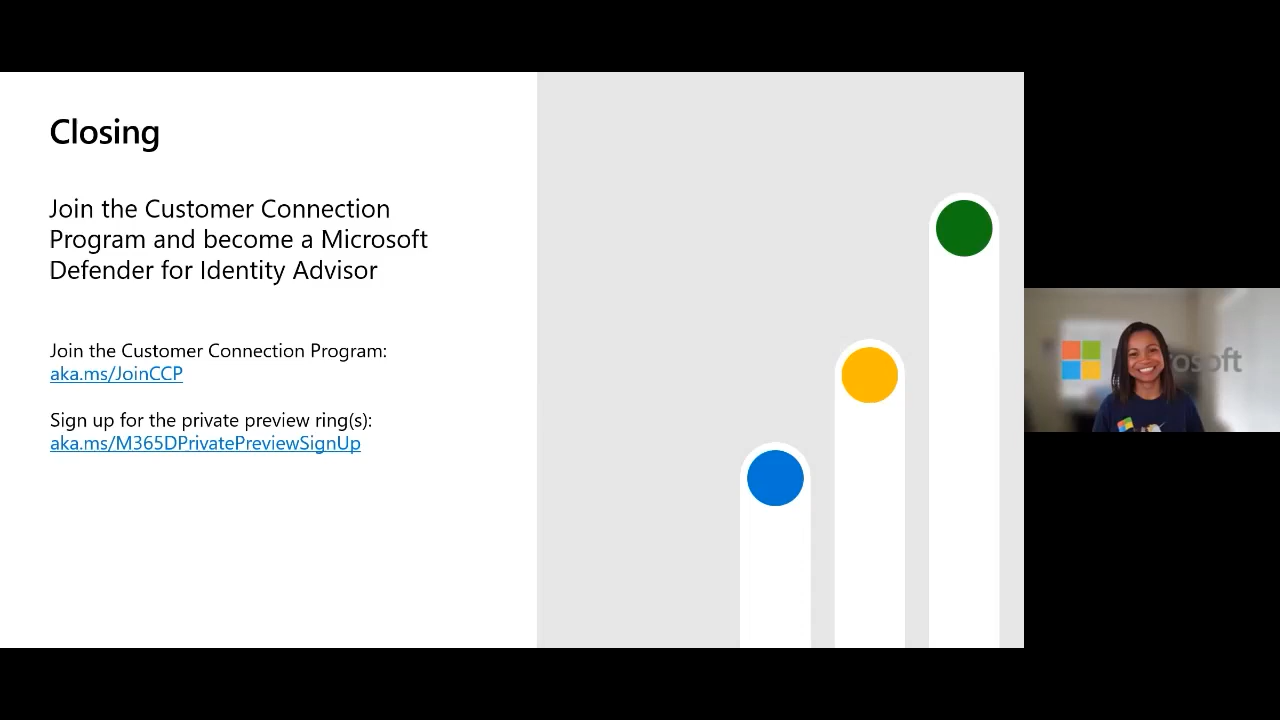 Closing
Join the Customer Connection
Program and become a Microsoft
Defender for Identity Advisor
Join the Customer Connection Program:
aka.ms/JoinCCP
Sign up for the private preview ring(s):
aka.ms/M365DPrivatePreviewSignUp